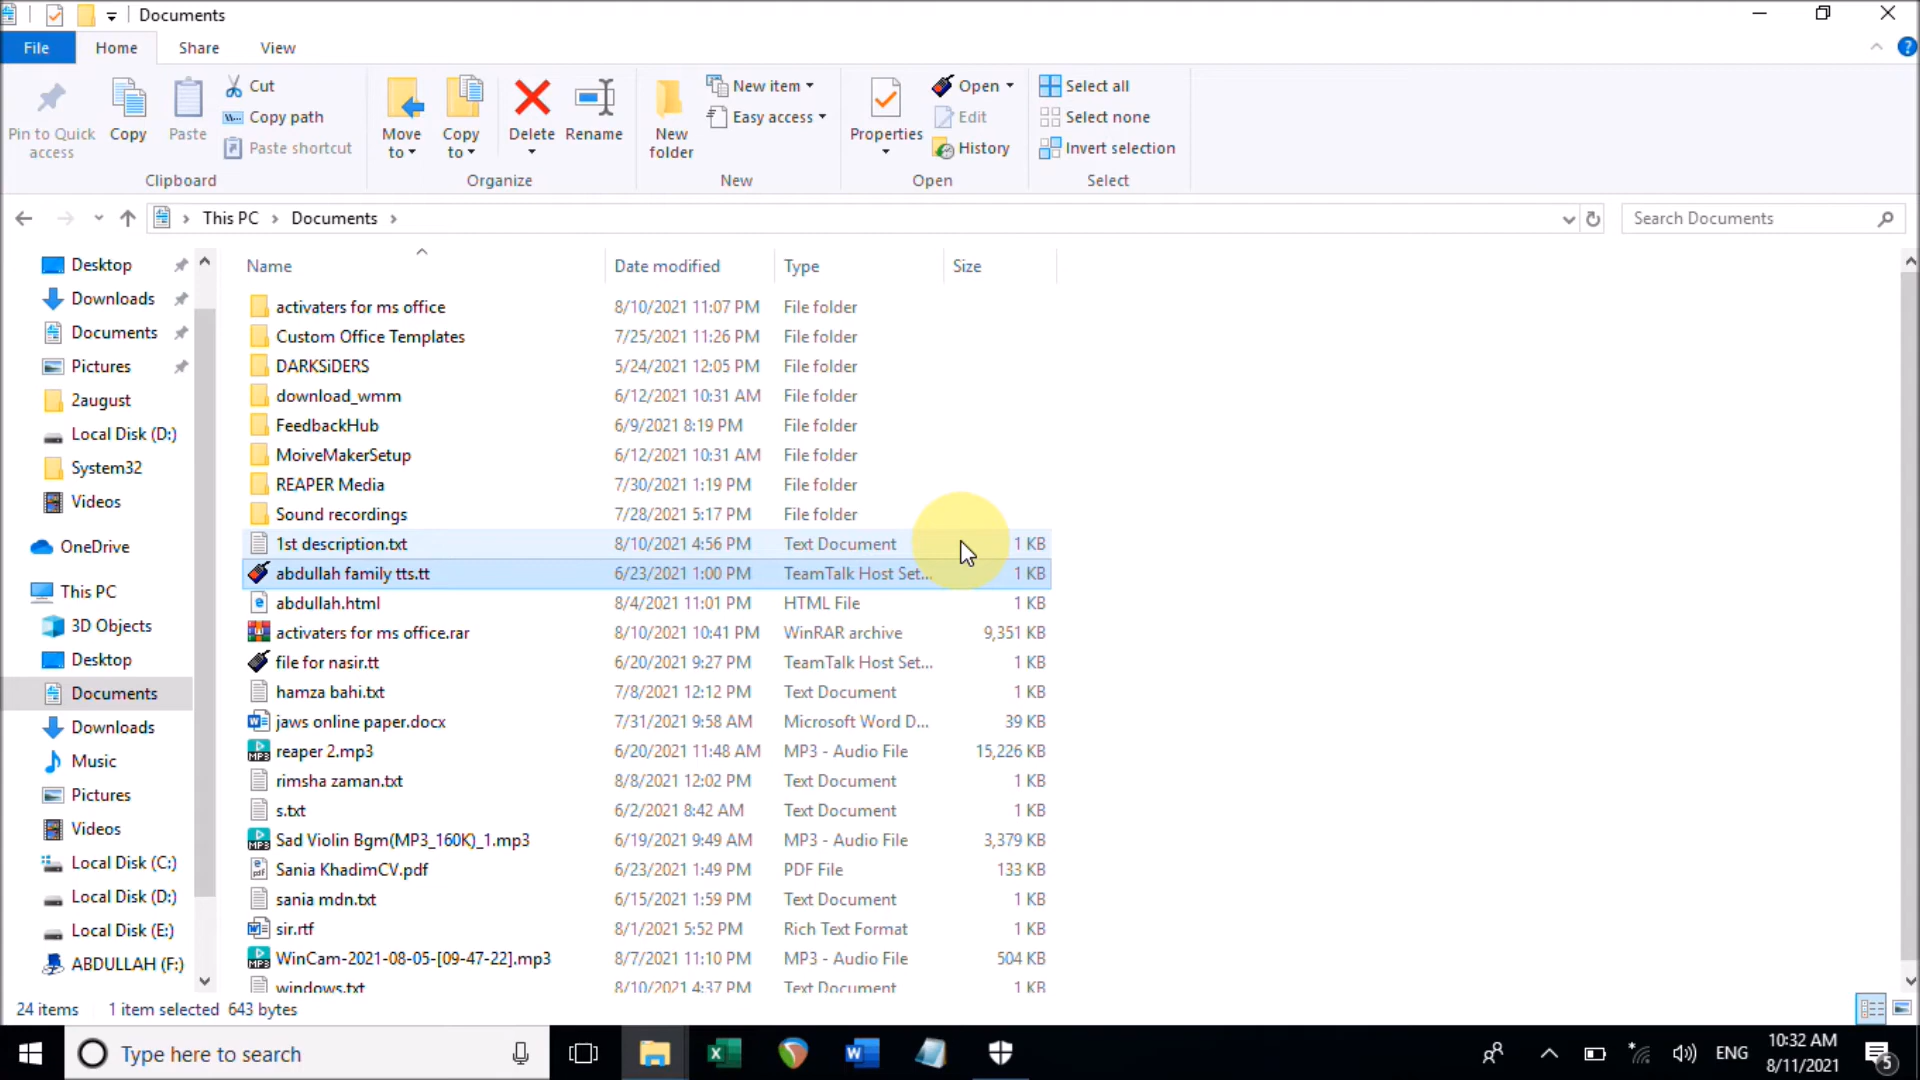 Documents
File Home Share View
Pin to Quick access
Copy
Paste
Cut
Copy path
Paste shortcut
Clipboard
Move to
Copy to
Delete
Rename
Organize
New folder
New item
Easy access
New
Properties
Open
Edit
History
Open
Select all
Select none
Invert selection
Select
This PC Documents
Search Documents
Desktop
Downloads
Documents
Pictures
2august
Local Disk (D:)
System32
Videos
OneDrive
This PC
3D Objects
Desktop
Documents
Downloads
Music
Pictures
Videos
Local Disk (C:)
Local Disk (D:)
Local Disk (E:)
ABDULLAH (F:)
Name Date modified Type Size
activaters for ms office 8/10/2021 11:07 PM File folder
Custom Office Templates 7/25/2021 11:26 PM File folder
DARKSiDERS 5/24/2021 12:05 PM File folder
download_wmm 6/12/2021 10:31 AM File folder
FeedbackHub 6/9/2021 8:19 PM File folder
MoiveMakerSetup 6/12/2021 10:31 AM File folder
REAPER Media 7/30/2021 1:19 PM File folder
Sound recordings 7/28/2021 5:17 PM File folder
1st description.txt 8/10/2021 4:56 PM Text Document 1 KB
abdullah family tts.tt 6/23/2021 1:00 PM TeamTalk Host Set... 1 KB
abdullah.html 8/4/2021 11:01 PM HTML File 1 KB
activaters for ms office.rar 8/10/2021 10:41 PM WinRAR archive 9,351 KB
file for nasir.tt 6/20/2021 9:27 PM TeamTalk Host Set... 1 KB
hamza bahi.txt 7/8/2021 12:12 PM Text Document 1 KB
jaws online paper.docx 7/31/2021 9:58 AM Microsoft Word D... 39 KB
reaper 2.mp3 6/20/2021 11:48 AM MP3 - Audio File 15,226 KB
rimsha zaman.txt 8/8/2021 12:02 PM Text Document 1 KB
s.txt 6/2/2021 8:42 AM Text Document 1 KB
Sad Violin Bgm(MP3_160K)_1.mp3 6/19/2021 9:49 AM MP3 - Audio File 3,379 KB
Sania KhadimCV.pdf 6/23/2021 1:49 PM PDF File 133 KB
sania mdn.txt 6/15/2021 1:59 PM Text Document 1 KB
sir.rtf 8/1/2021 5:52 PM Rich Text Format 1 KB
WinCam-2021-08-05-[09-47-22].mp3 8/7/2021 11:10 PM MP3 - Audio File 504 KB
windows.txt 8/10/2021 4:37 PM Text Document 1 KB
24 items 1 item selected 643 bytes
Type here to search
ENG
10:32 AM
8/11/2021
5